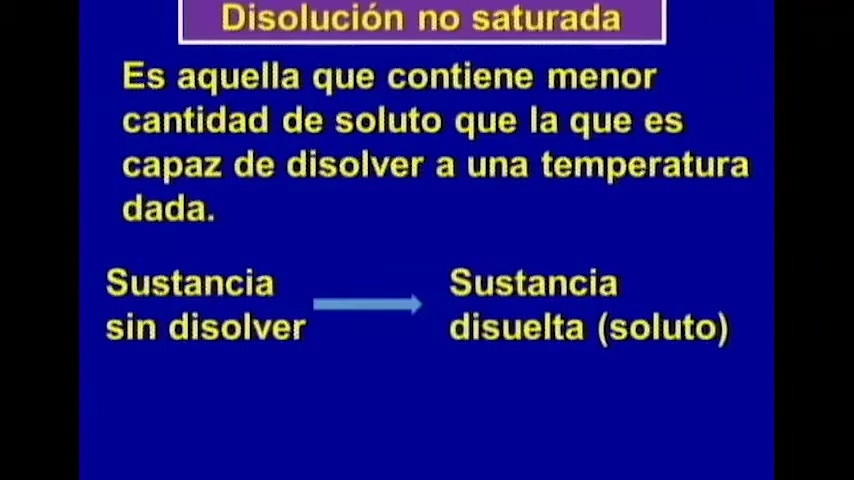 Disolución no saturada
Es aquella que contiene menor
cantidad de soluto que la que es
capaz de disolver a una temperatura
dada.
Sustancia
sin disolver
Sustancia
disuelta (soluto)